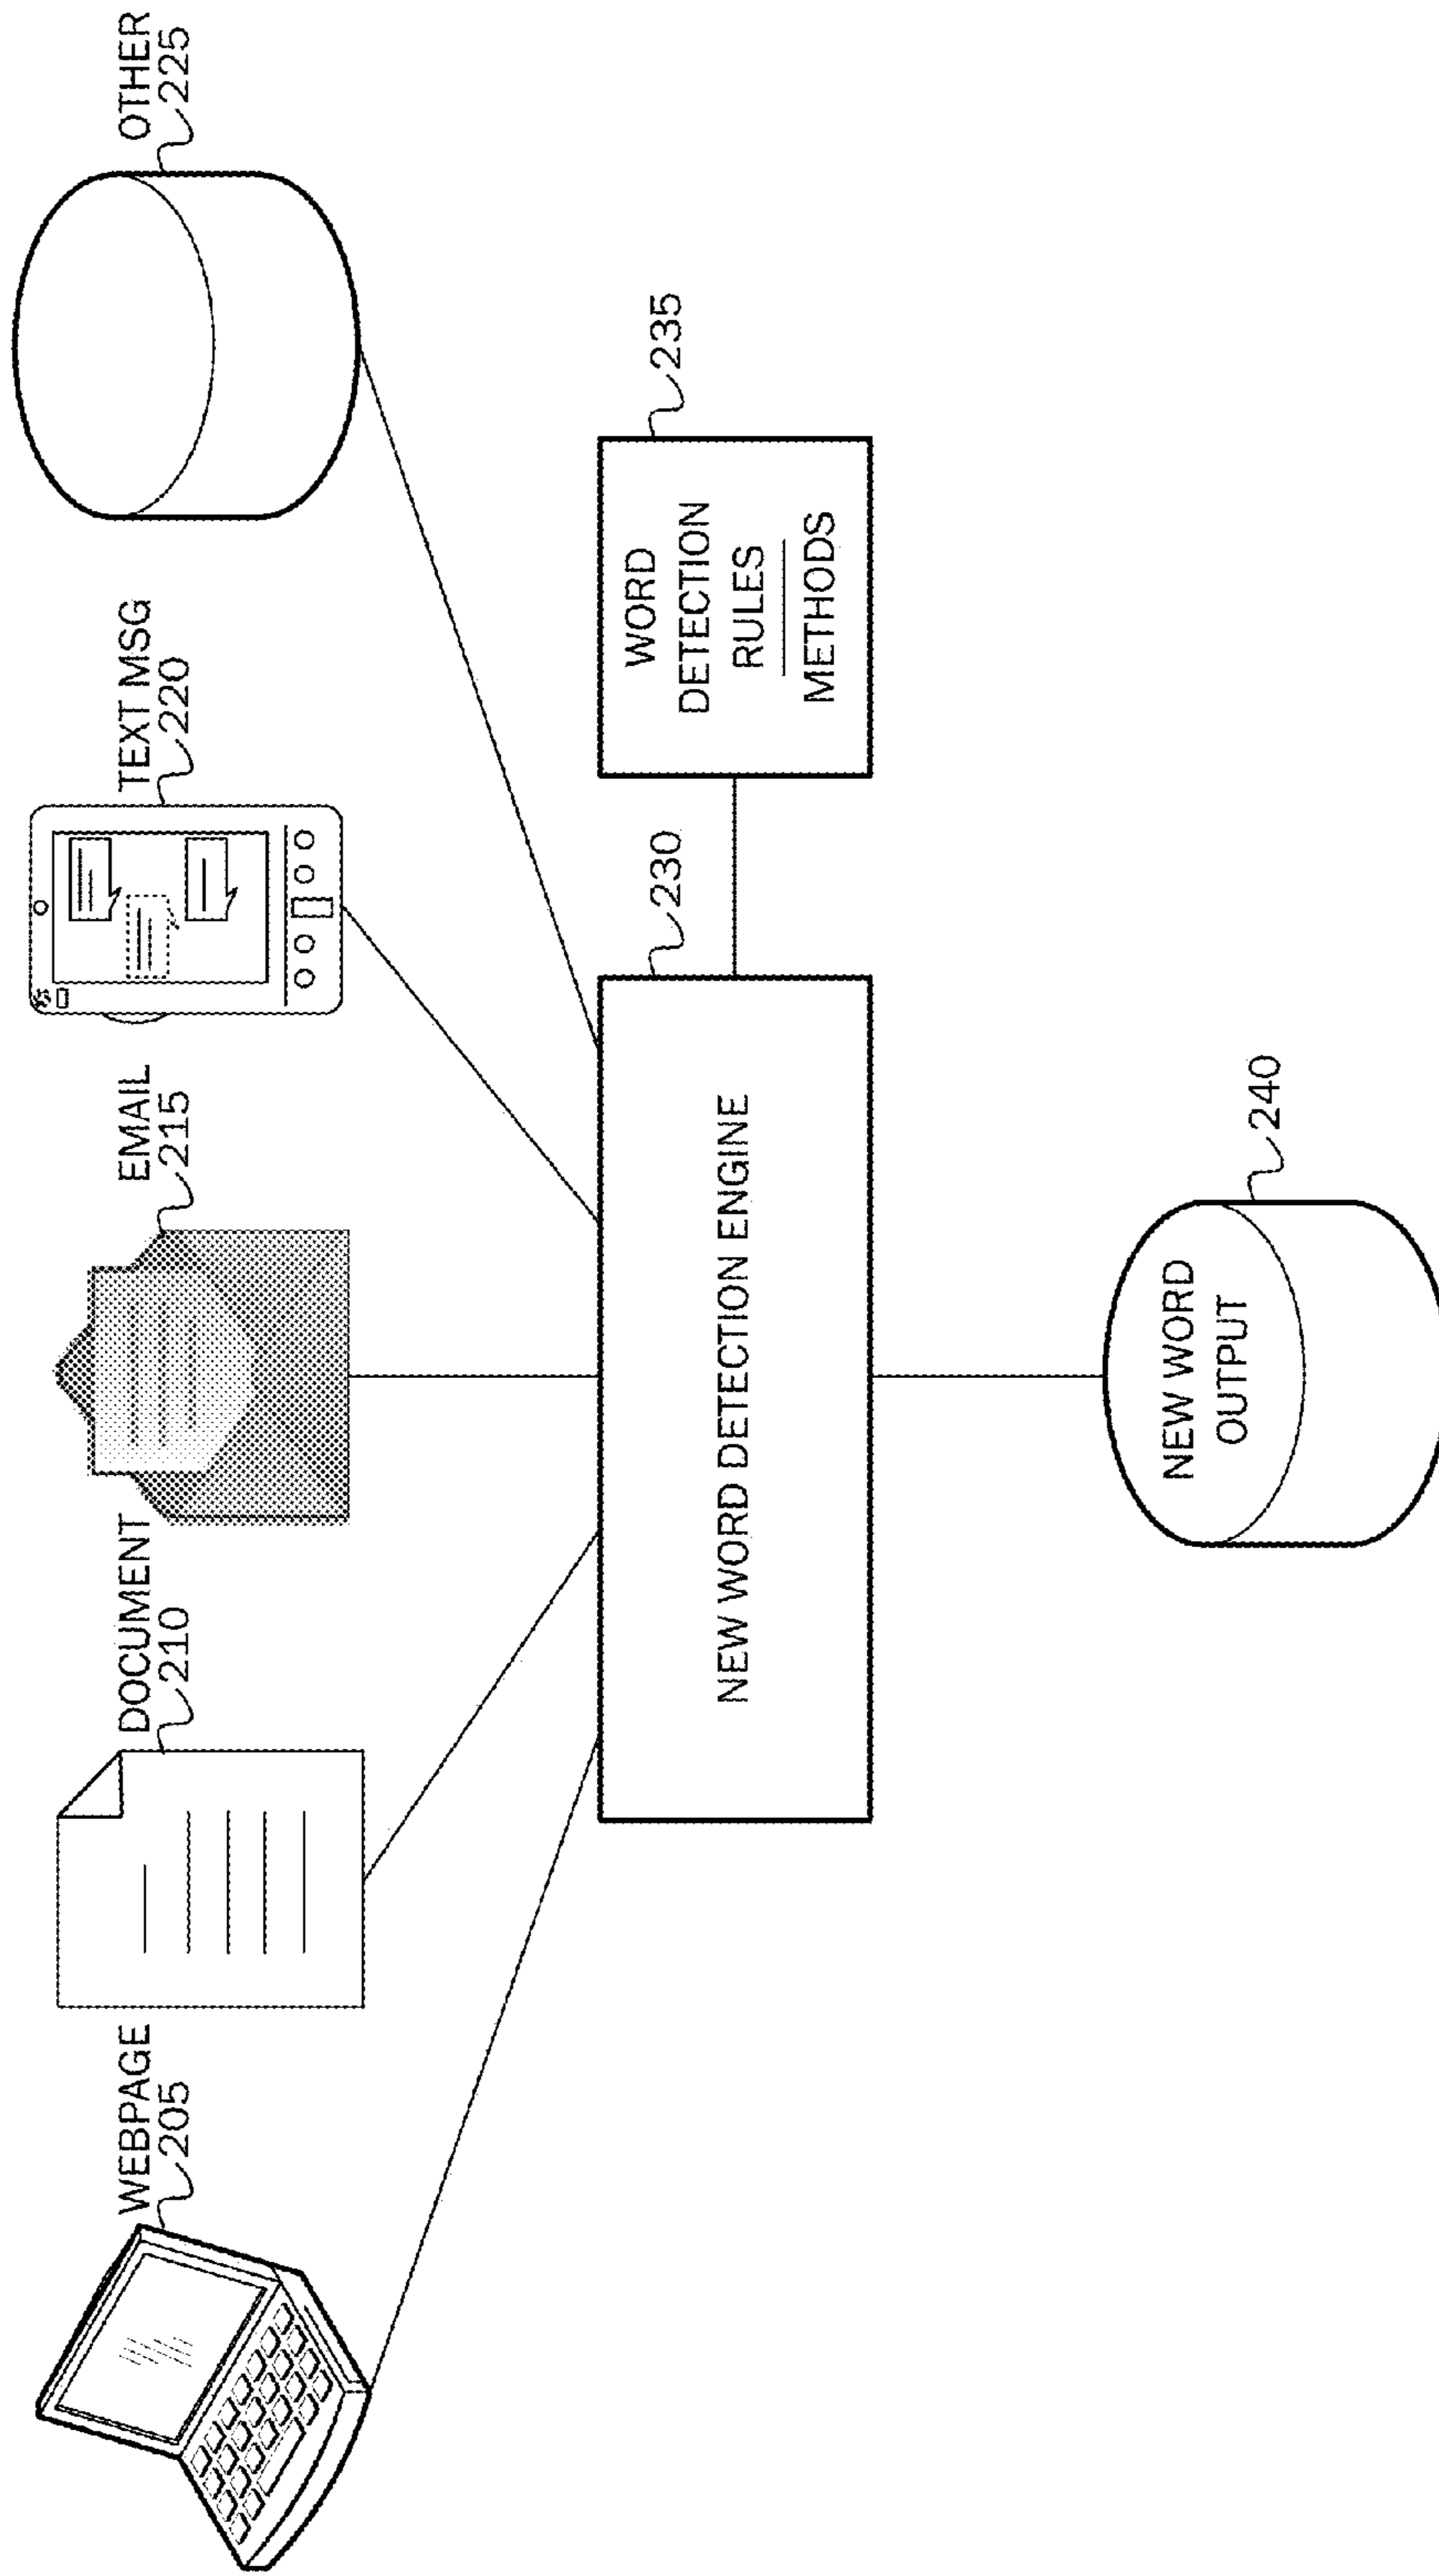 WEBPAGE
205
DOCUMENT
210
EMAIL
215
TEXT MSG
220
OTHER
225
NEW WORD DETECTION ENGINE
230
WORD
DETECTION
RULES
METHODS
235
NEW WORD
OUTPUT
240